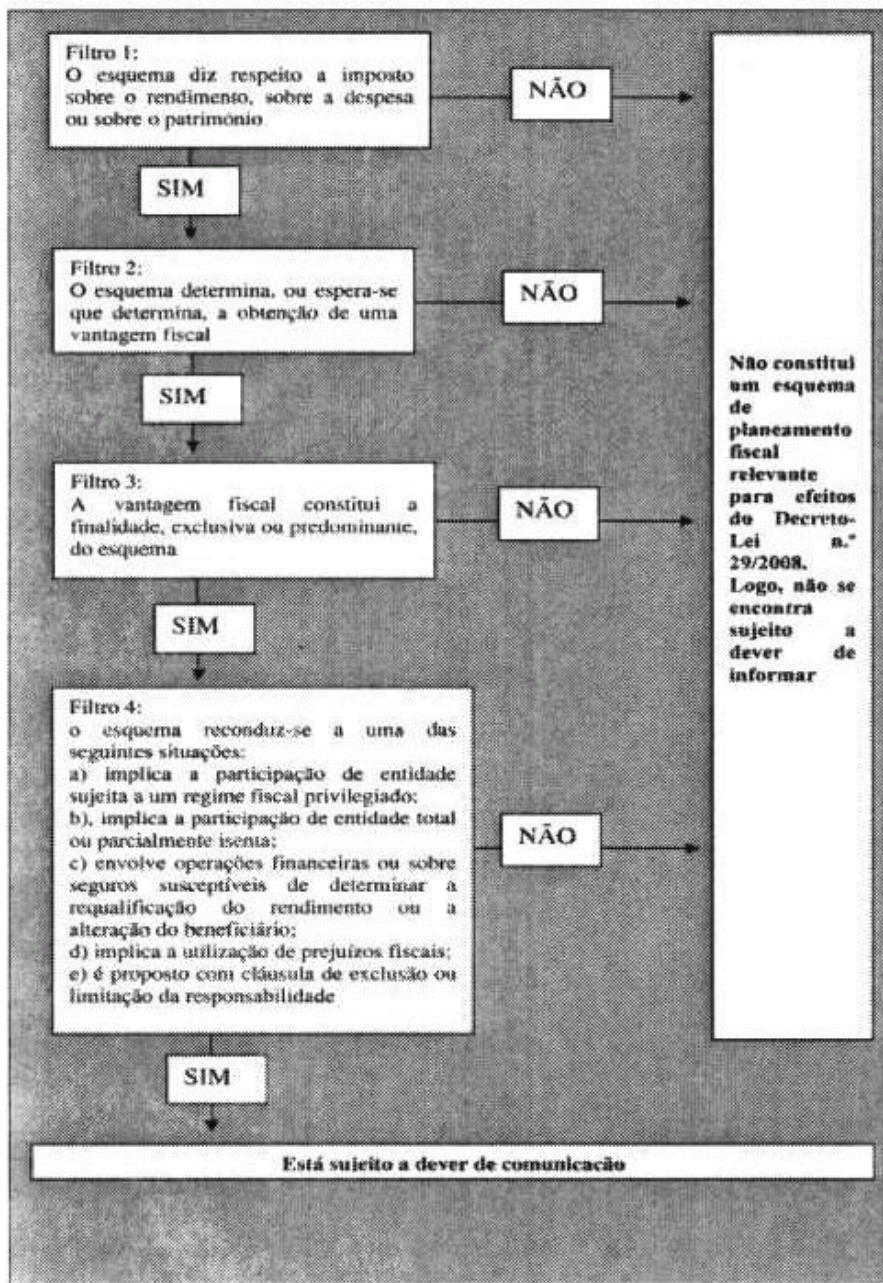 Filtro 1:
O esquema diz respeito a imposto
sobre o rendimento, sobre a despesa
ou sobre o património
NÃO
SIM
Filtro 2:
O esquema determina, ou espera-se
que determina, a obtenção de uma
vantagem fiscal
NÃO
SIM
Filtro 3:
A vantagem fiscal constitui a
finalidade, exclusiva ou predominante,
do esquema
NÃO
SIM
Filtro 4:
o esquema reconduz-se a uma das
seguintes situações:
a) implica a participação de entidade
sujeita a um regime fiscal privilegiado;
b), implica a participação de entidade total
ou parcialmente isenta;
c) envolve operações financeiras ou sobre
seguros susceptíveis de determinar a
requalificação do rendimento ou a
alteração do beneficiário;
d) implica a utilização de prejuízos fiscais;
e) é proposto com cláusula de exclusão ou
limitação da responsabilidade
NÃO
SIM
Não constitui
um esquema
de
planeamento
fiscal
relevante
para efeitos
do Decreto-
Lei n.º
29/2008.
Logo, não se
encontra
sujeito a
dever de
informar
Está sujeito a dever de comunicacão